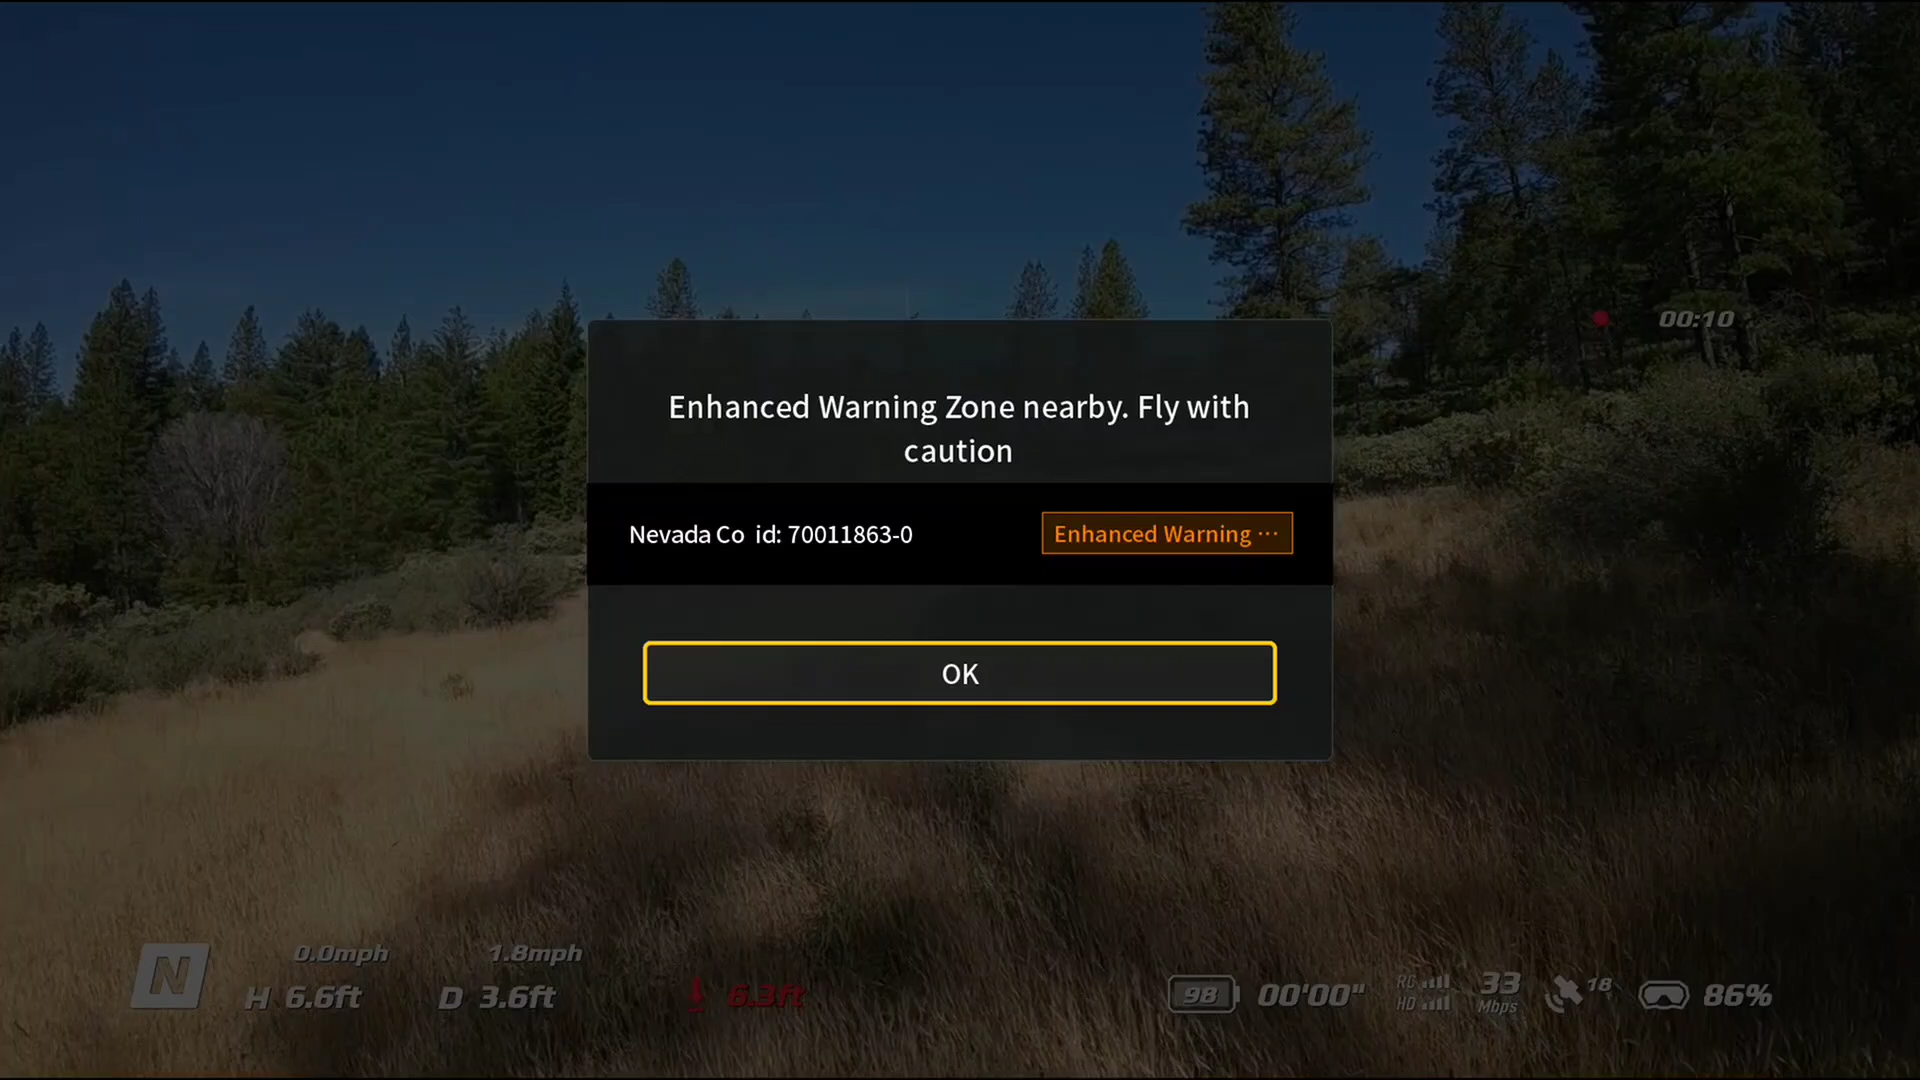 00:10
Enhanced Warning Zone nearby. Fly with
caution
Nevada Co id: 70011863-0
Enhanced Warning ···
OK
N
0.0mph
1.8mph
H 6.6ft
D 3.6ft
6.3ft
98
00'00"
RC
HD
33
Mbps
18
86%